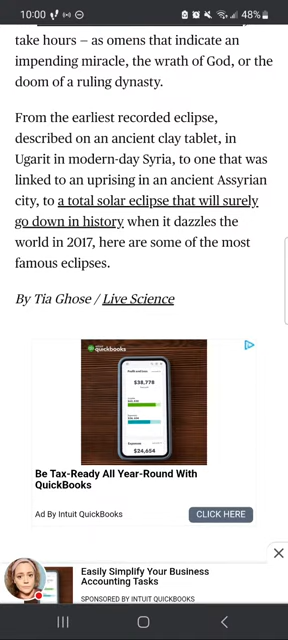 10:00
48%
take hours — as omens that indicate an
impending miracle, the wrath of God, or the
doom of a ruling dynasty.
From the earliest recorded eclipse,
described on an ancient clay tablet, in
Ugarit in modern-day Syria, to one that was
linked to an uprising in an ancient Assyrian
city, to a total solar eclipse that will surely
go down in history when it dazzles the
world in 2017, here are some of the most
famous eclipses.
By Tia Ghose / Live Science
quickbooks
$38,778
$24,654
Be Tax-Ready All Year-Round With
QuickBooks
Ad By Intuit QuickBooks
CLICK HERE
Easily Simplify Your Business
Accounting Tasks
SPONSORED BY INTUIT QUICKBOOKS